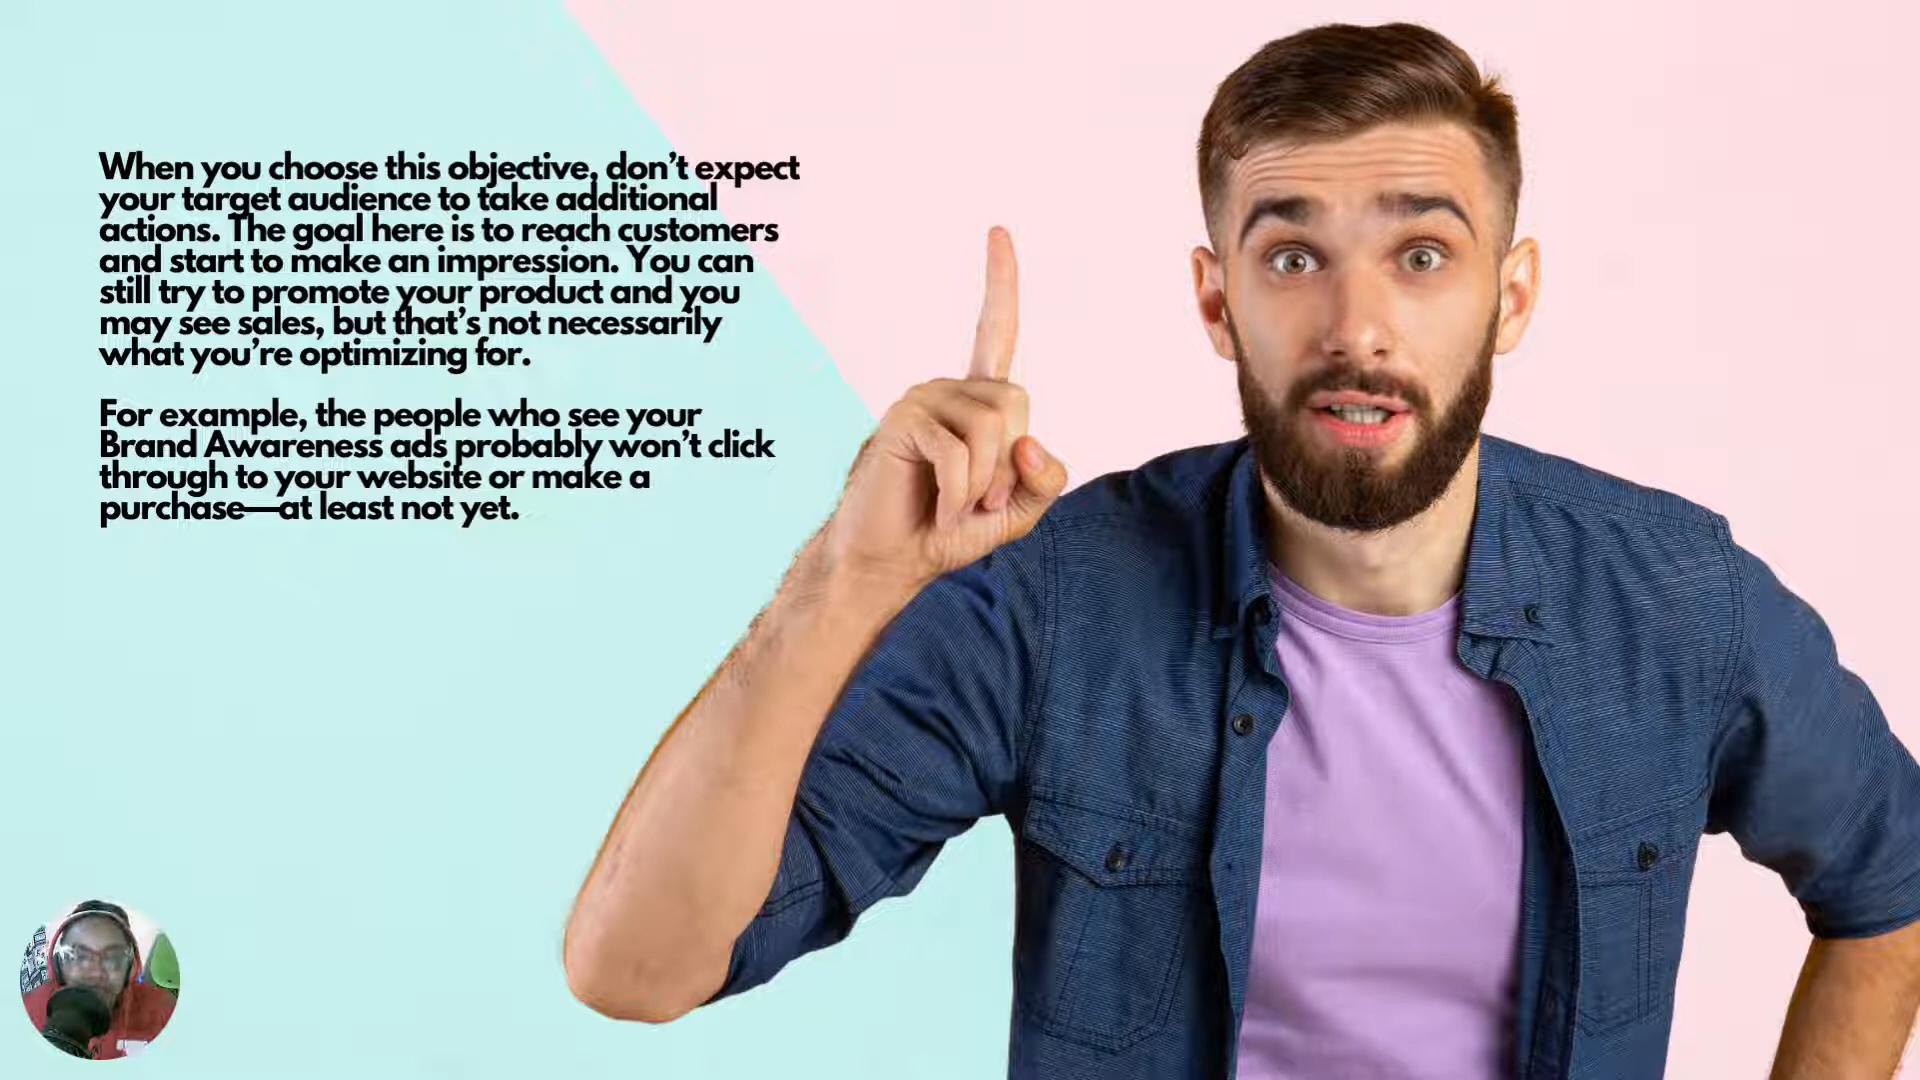 When you choose this objective, don’t expect
your target audience to take additional
actions. The goal here is to reach customers
and start to make an impression. You can
still try to promote your product and you
may see sales, but that’s not necessarily
what you’re optimizing for.
For example, the people who see your
Brand Awareness ads probably won’t click
through to your website or make a
purchase—at least not yet.